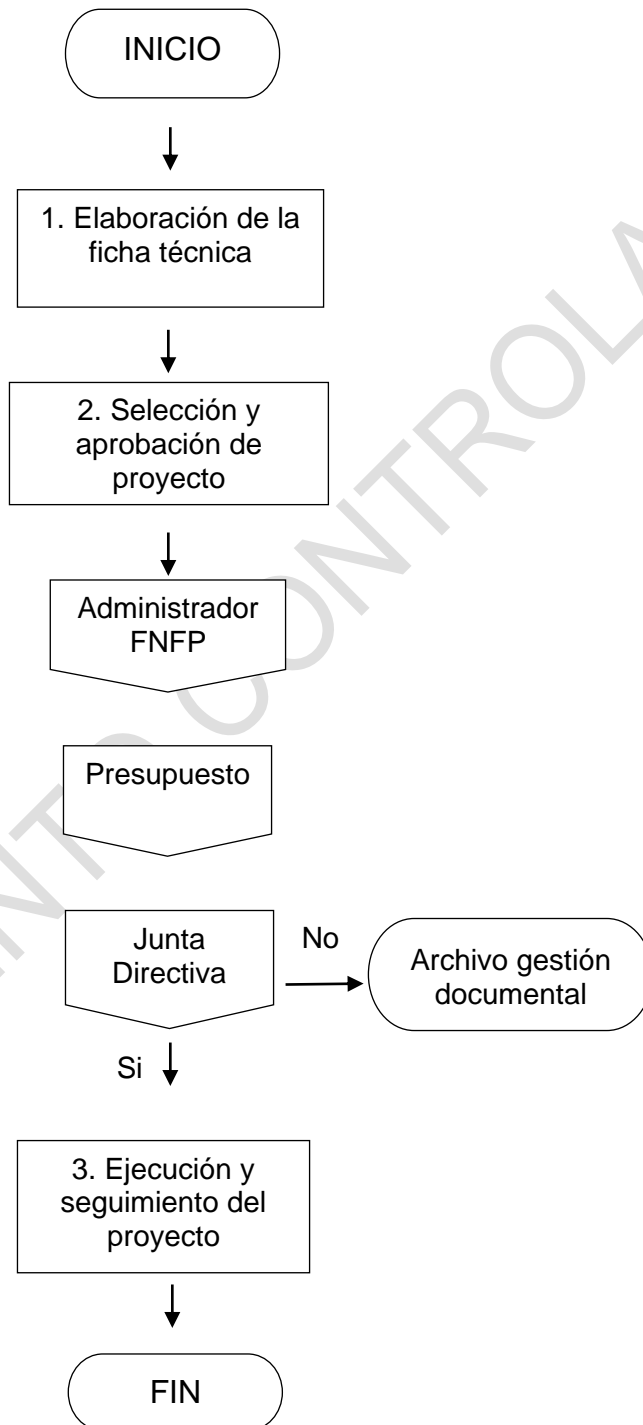 INICIO
1. Elaboración de la
ficha técnica
2. Selección y
aprobación de
proyecto
Administrador
FNFP
Presupuesto
Junta
Directiva
No
Archivo gestión
documental
Si
3. Ejecución y
seguimiento del
proyecto
FIN